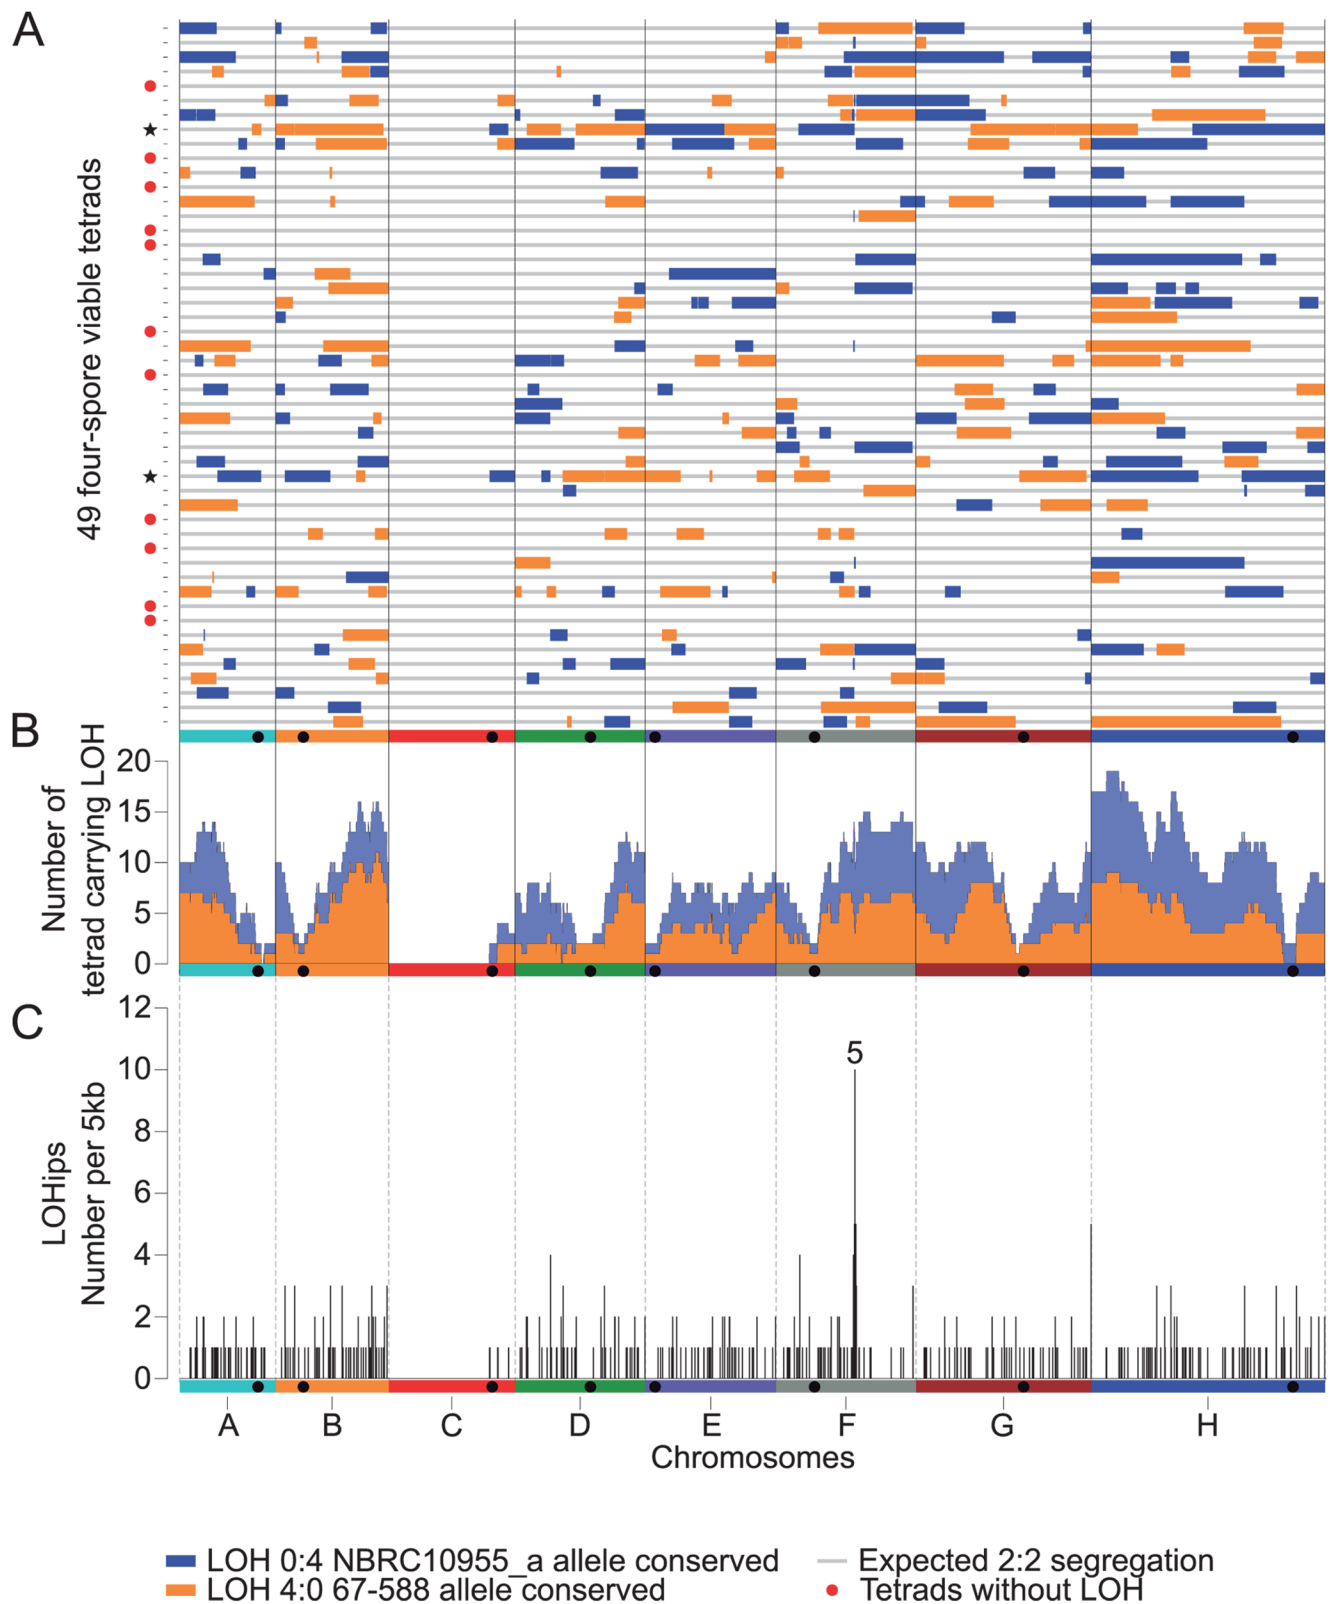 A
49 four-spore viable tetrads
B
Number of
tetrad carrying LOH
20
15
10
5
0
C
LOHips
Number per 5kb
12
10
8
6
4
2
0
5
A B C D E F G H
Chromosomes
LOH 0:4 NBRC10955_a allele conserved
Expected 2:2 segregation
LOH 4:0 67-588 allele conserved
Tetrads without LOH